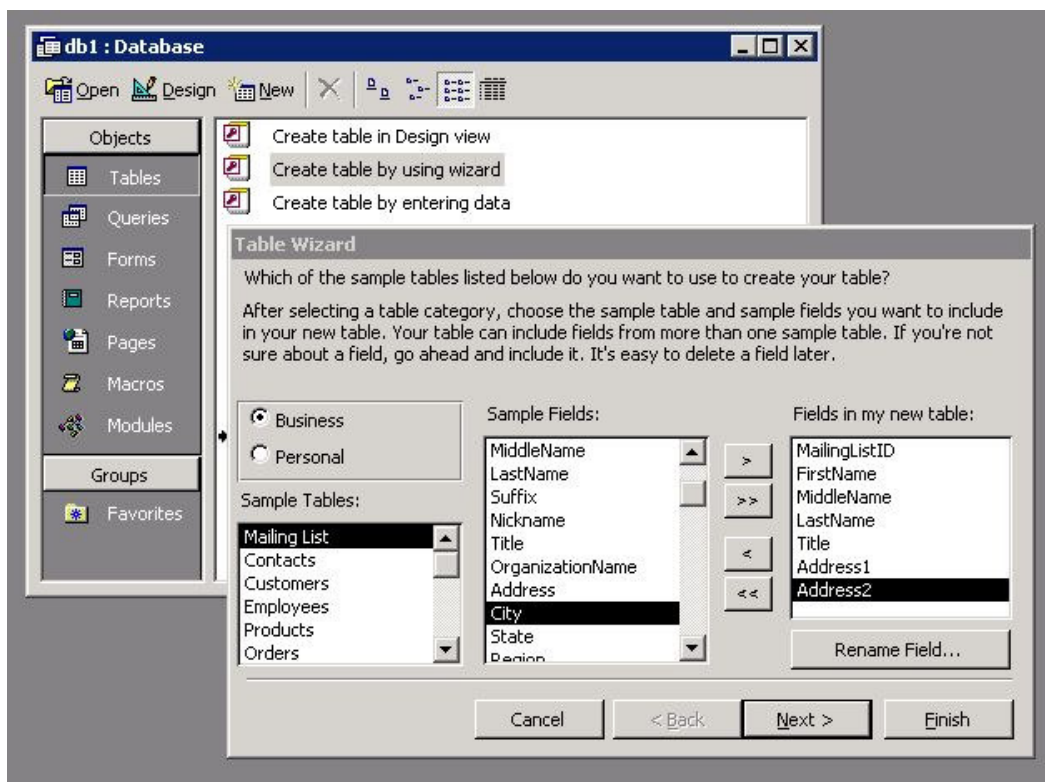 db1 : Database
Open Design New
Objects
Tables
Queries
Forms
Reports
Pages
Macros
Modules
Groups
Favorites
Create table in Design view
Create table by using wizard
Create table by entering data
Table Wizard
Which of the sample tables listed below do you want to use to create your table?
After selecting a table category, choose the sample table and sample fields you want to include
in your new table. Your table can include fields from more than one sample table. If you're not
sure about a field, go ahead and include it. It's easy to delete a field later.
Business
Personal
Sample Tables:
Mailing List
Contacts
Customers
Employees
Products
Orders
Sample Fields:
MiddleName
LastName
Suffix
Nickname
Title
OrganizationName
Address
City
State
Region
>
>>
<
<<
Fields in my new table:
MailingListID
FirstName
MiddleName
LastName
Title
Address1
Address2
Rename Field...
Cancel
< Back
Next >
Finish